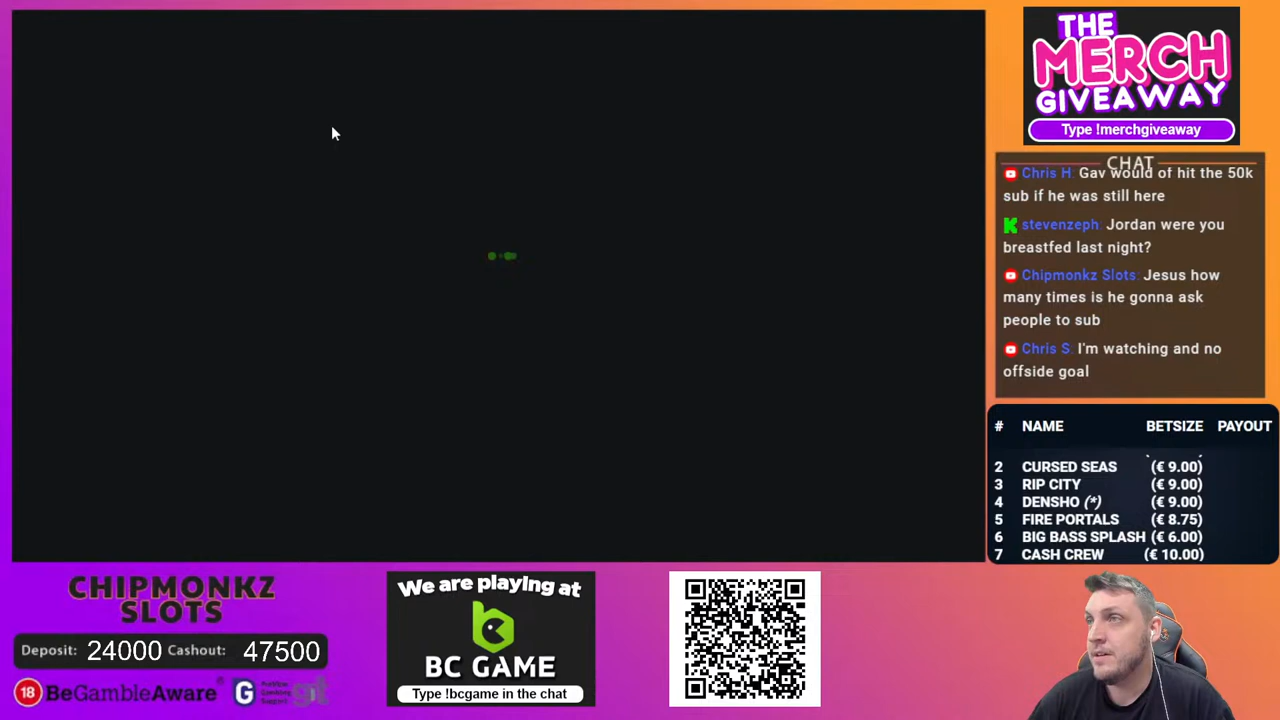 THE
MERCH
GIVEAWAY
Type !merchgiveaway
CHAT
Chris H: Gav would of hit the 50k
sub if he was still here
stevenzeph: Jordan were you
breastfed last night?
Chipmonkz Slots: Jesus how
many times is he gonna ask
people to sub
Chris S: I'm watching and no
offside goal
# NAME BETSIZE PAYOUT
2 CURSED SEAS (€ 9.00)
3 RIP CITY (€ 9.00)
4 DENSHO (*) (€ 9.00)
5 FIRE PORTALS (€ 8.75)
6 BIG BASS SPLASH (€ 6.00)
7 CASH CREW (€ 10.00)
CHIPMONKZ
SLOTS
Deposit: 24000 Cashout: 47500
18 BeGambleAware
We are playing at
BC GAME
Type !bcgame in the chat